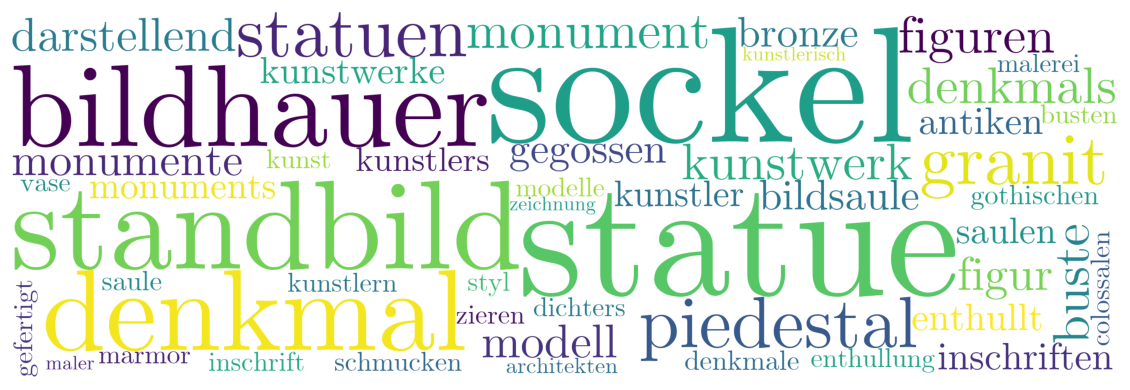 darstellend statuen monument bronze figuren
kunstlerisch
kunstwerke malerei
bildhauer sockel denkmals
antiken busten
monumente kunst kunstlers gegossen kunstwerk granit
vase monuments modelle kunstler bildsaule gothischen
zeichnung
standbild statue saulen
saule kunstlern styl figur buste colossalen
gefertigt denkmal zieren dichters piedestal enthullt
maler marmor inschrift schmucken modell architekten denkmale enthullung inschriften